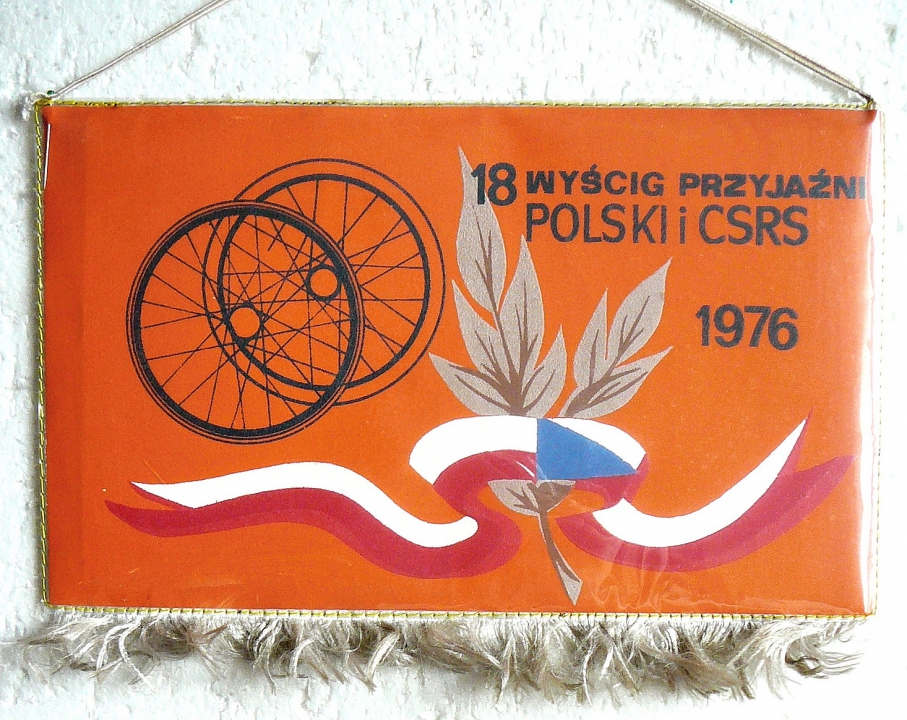 18 WYŚCIG PRZYJAŹNI
POLSKI i CSRS
1976